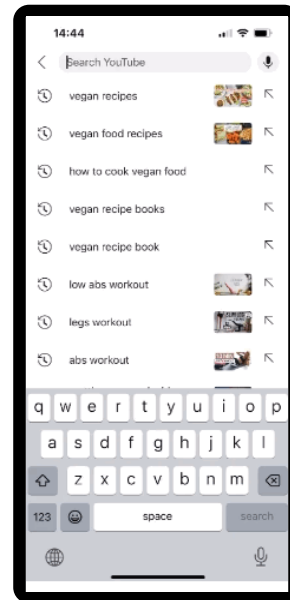 14:44
Search YouTube
vegan recipes
vegan food recipes
how to cook vegan food
vegan recipe books
vegan recipe book
low abs workout
legs workout
abs workout
q w e r t y u i o p
a s d f g h j k l
z x c v b n m
123 space search